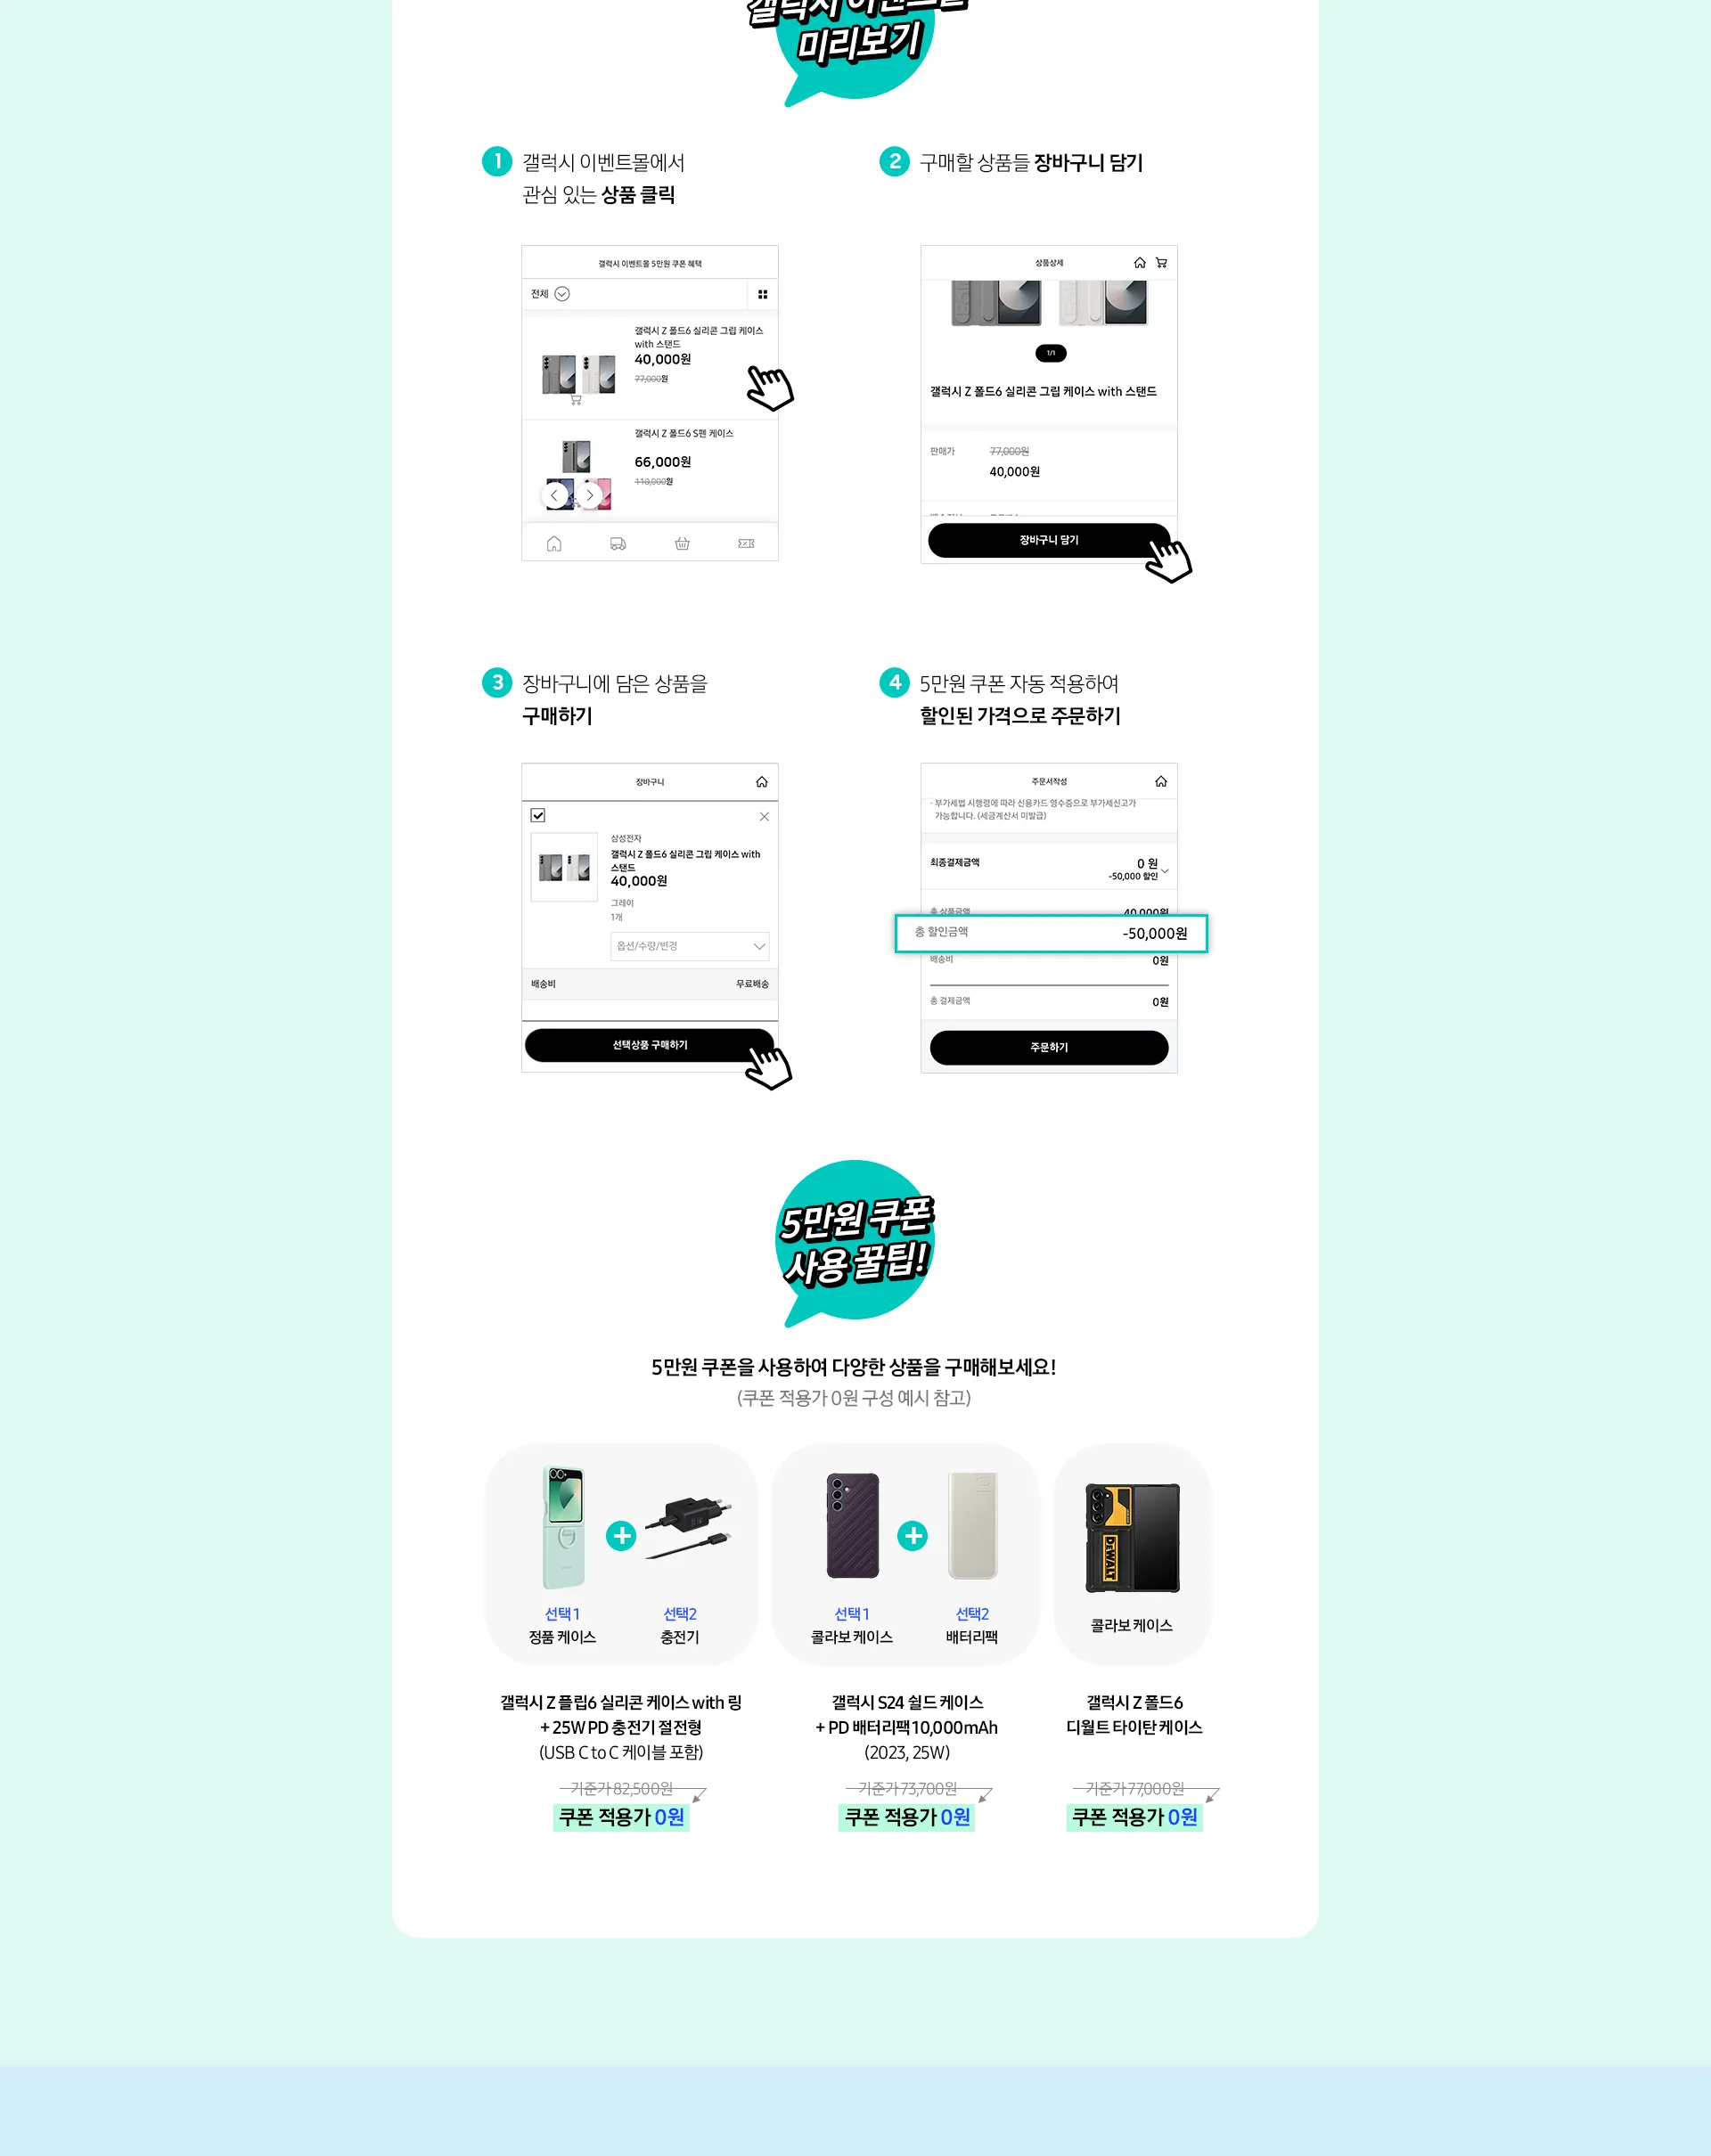 갤럭시 이벤트몰
미리보기
1 갤럭시 이벤트몰에서
관심 있는 상품 클릭
갤럭시 이벤트몰 5만원 쿠폰 혜택
전체
갤럭시 Z 폴드6 실리콘 그립 케이스
with 스탠드
40,000원
77,000원
갤럭시 Z 폴드6 S펜 케이스
66,000원
110,000원
2 구매할 상품들 장바구니 담기
상품상세
1/1
갤럭시 Z 폴드6 실리콘 그립 케이스 with 스탠드
판매가 77,000원
40,000원
장바구니 담기
3 장바구니에 담은 상품을
구매하기
장바구니
삼성전자
갤럭시 Z 폴드6 실리콘 그립 케이스 with
스탠드
40,000원
그레이
1개
옵션/수량/변경
배송비 무료배송
선택상품 구매하기
4 5만원 쿠폰 자동 적용하여
할인된 가격으로 주문하기
주문서작성
- 부가세법 시행령에 따라 신용카드 영수증으로 부가세신고가
가능합니다. (세금계산서 미발급)
최종결제금액 0 원
-50,000 할인
총 상품금액 40,000원
총 할인금액 -50,000원
배송비 0원
총 결제금액 0원
주문하기
5만원 쿠폰
사용 꿀팁!
5만원 쿠폰을 사용하여 다양한 상품을 구매해보세요!
(쿠폰 적용가 0원 구성 예시 참고)
선택1
정품 케이스
선택2
충전기
갤럭시 Z 플립6 실리콘 케이스 with 링
+ 25W PD 충전기 절전형
(USB C to C 케이블 포함)
기준가 82,500원
쿠폰 적용가 0원
선택1
콜라보 케이스
선택2
배터리팩
갤럭시 S24 쉴드 케이스
+ PD 배터리팩 10,000mAh
(2023, 25W)
기준가 73,700원
쿠폰 적용가 0원
DEWALT
콜라보 케이스
갤럭시 Z 폴드6
디월트 타이탄 케이스
기준가 77,000원
쿠폰 적용가 0원